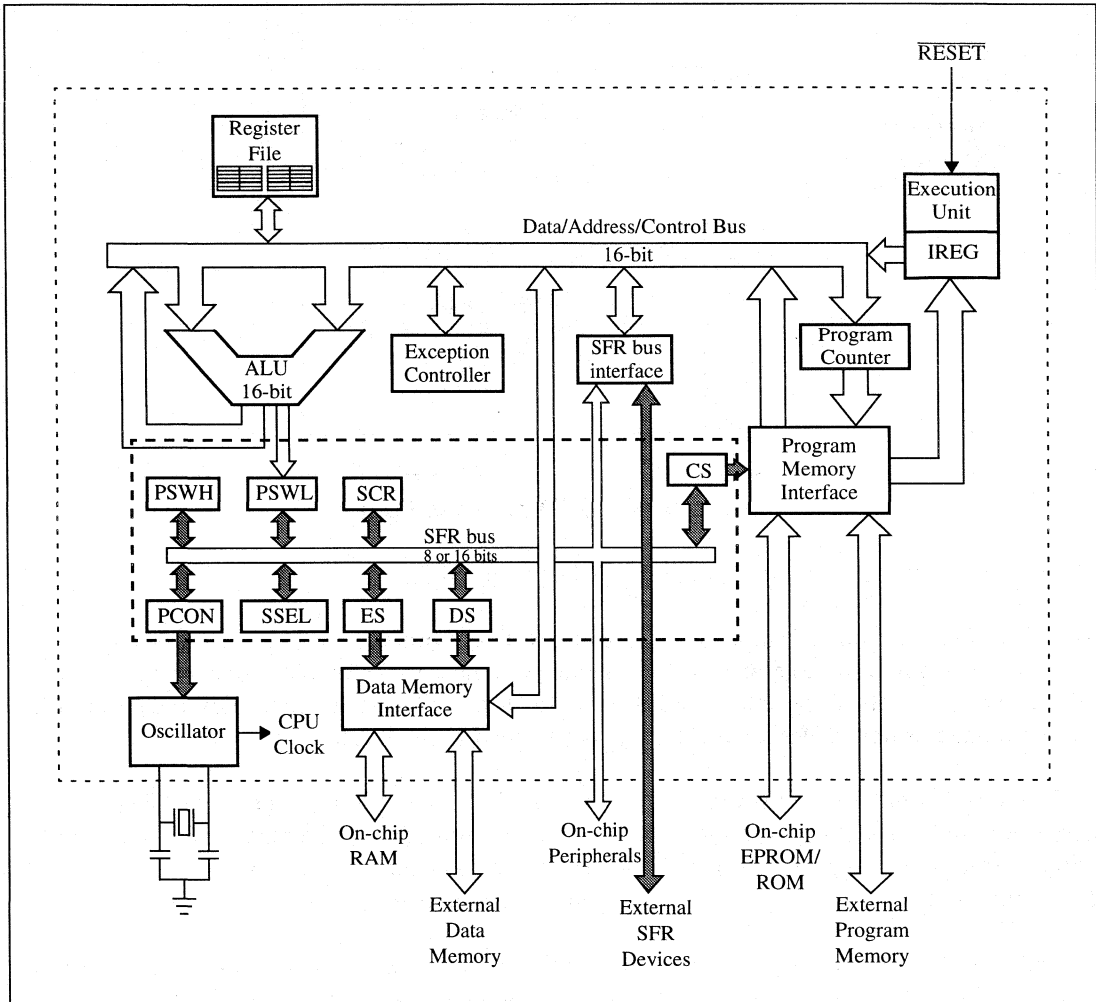 RESET
Register
File
Execution
Unit
IREG
Data/Address/Control Bus
16-bit
Program
Counter
ALU
16-bit
Exception
Controller
SFR bus
interface
Program
Memory
Interface
CS
PSWH
PSWL
SCR
SFR bus
8 or 16 bits
PCON
SSEL
ES
DS
Data Memory
Interface
Oscillator
CPU
Clock
On-chip
RAM
On-chip
Peripherals
On-chip
EPROM/
ROM
External
Data
Memory
External
SFR
Devices
External
Program
Memory